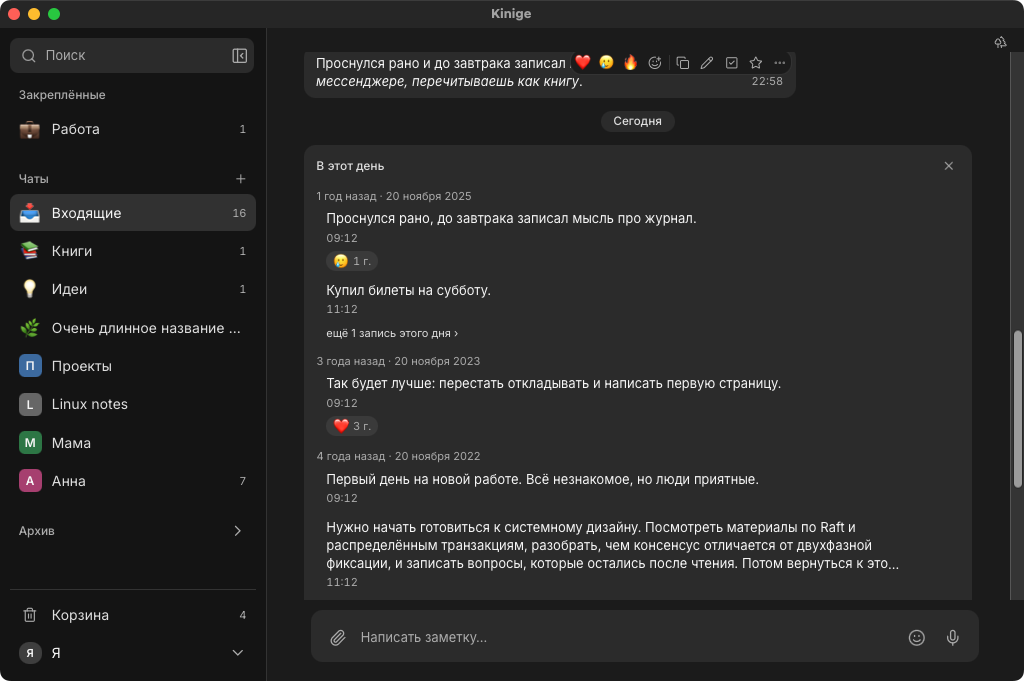 Kinige
Поиск
Закреплённые
Работа 1
Чаты
Входящие 16
Книги 1
Идеи 1
Очень длинное название ...
П Проекты
L Linux notes
М Мама
А Анна 7
Архив
Корзина 4
Я Я
Проснулся рано и до завтрака записал
мессенджере, перечитываешь как книгу.
22:58
Сегодня
В этот день
1 год назад · 20 ноября 2025
Проснулся рано, до завтрака записал мысль про журнал.
09:12
1 г.
Купил билеты на субботу.
11:12
ещё 1 запись этого дня ›
3 года назад · 20 ноября 2023
Так будет лучше: перестать откладывать и написать первую страницу.
09:12
3 г.
4 года назад · 20 ноября 2022
Первый день на новой работе. Всё незнакомое, но люди приятные.
09:12
Нужно начать готовиться к системному дизайну. Посмотреть материалы по Raft и
распределённым транзакциям, разобрать, чем консенсус отличается от двухфазной
фиксации, и записать вопросы, которые остались после чтения. Потом вернуться к это...
11:12
Написать заметку...